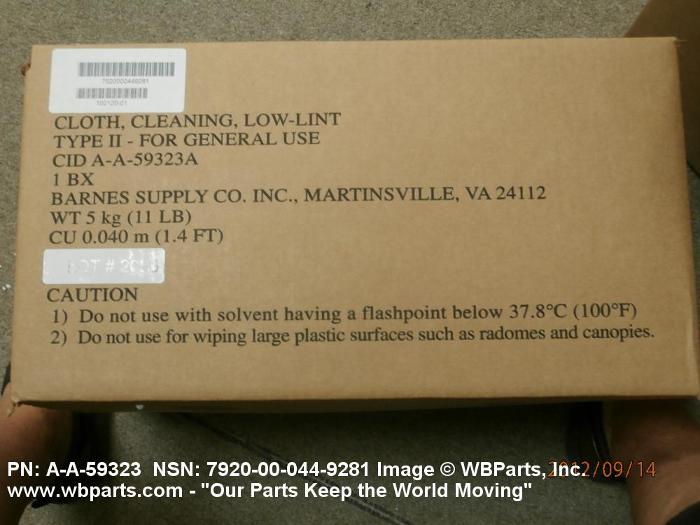 7920000449281
100120-01
CLOTH, CLEANING, LOW-LINT
TYPE II - FOR GENERAL USE
CID A-A-59323A
1 BX
BARNES SUPPLY CO. INC., MARTINSVILLE, VA 24112
WT 5 kg (11 LB)
CU 0.040 m (1.4 FT)
LOT #
CAUTION
1) Do not use with solvent having a flashpoint below 37.8°C (100°F)
2) Do not use for wiping large plastic surfaces such as radomes and canopies.
PN: A-A-59323 NSN: 7920-00-044-9281 Image © WBParts, Inc. 2012/09/14
www.wbparts.com - "Our Parts Keep the World Moving"